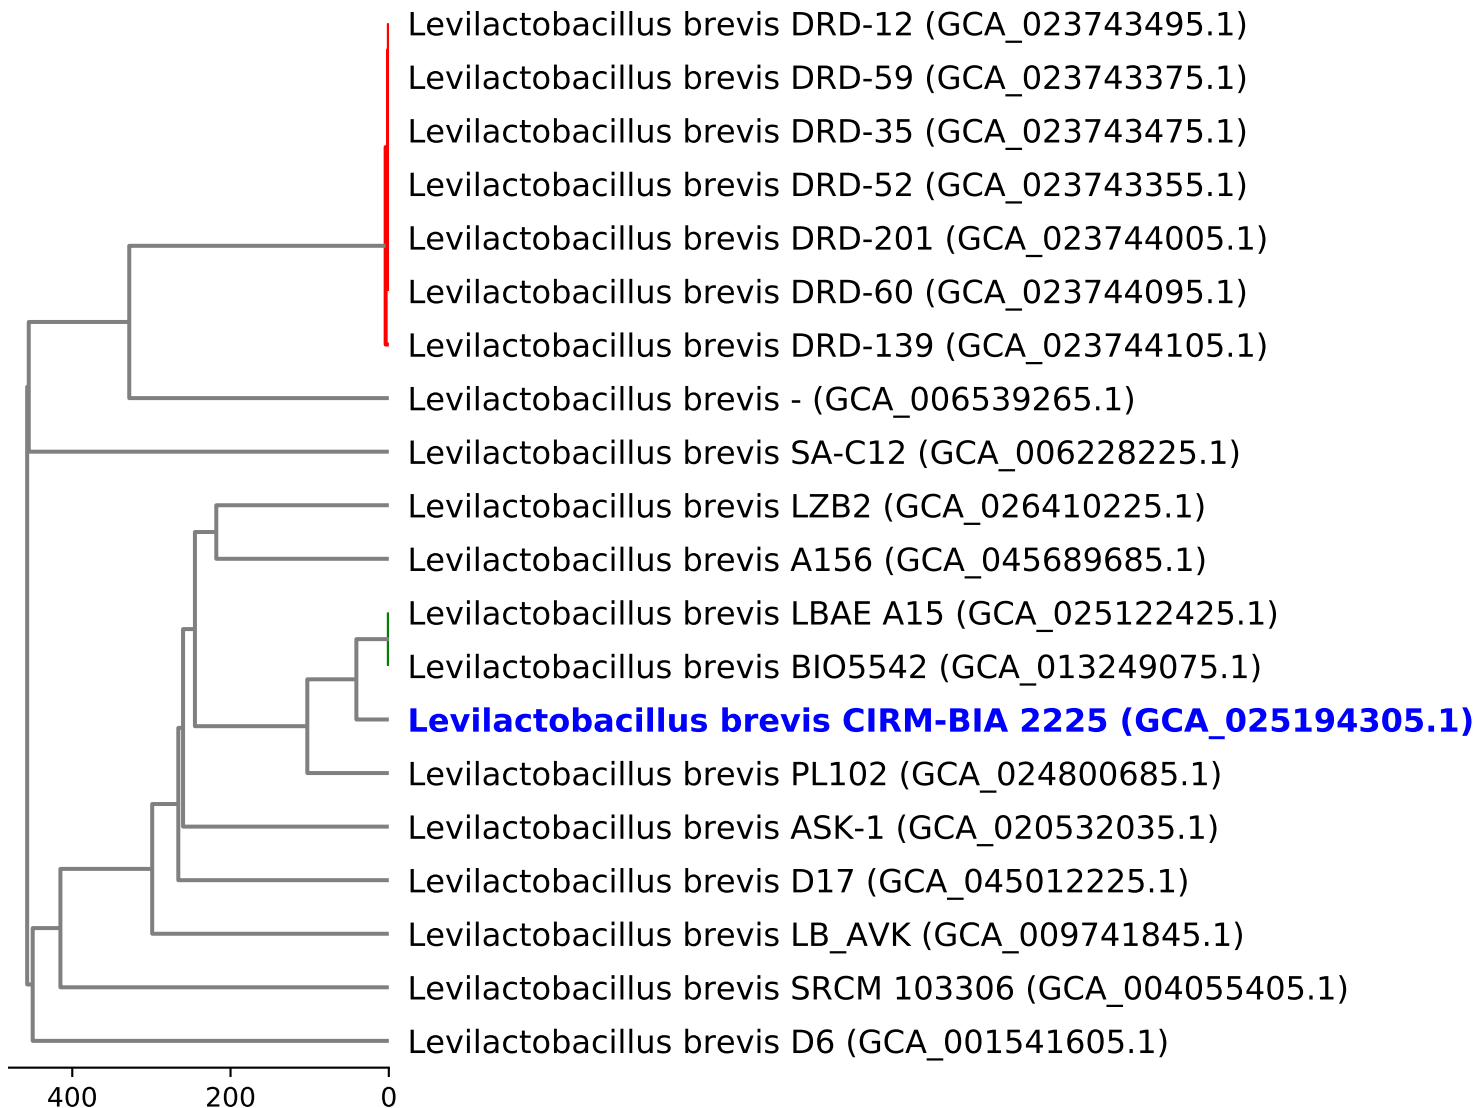 Levilactobacillus brevis DRD-12 (GCA_023743495.1)
Levilactobacillus brevis DRD-59 (GCA_023743375.1)
Levilactobacillus brevis DRD-35 (GCA_023743475.1)
Levilactobacillus brevis DRD-52 (GCA_023743355.1)
Levilactobacillus brevis DRD-201 (GCA_023744005.1)
Levilactobacillus brevis DRD-60 (GCA_023744095.1)
Levilactobacillus brevis DRD-139 (GCA_023744105.1)
Levilactobacillus brevis - (GCA_006539265.1)
Levilactobacillus brevis SA-C12 (GCA_006228225.1)
Levilactobacillus brevis LZB2 (GCA_026410225.1)
Levilactobacillus brevis A156 (GCA_045689685.1)
Levilactobacillus brevis LBAE A15 (GCA_025122425.1)
Levilactobacillus brevis BIO5542 (GCA_013249075.1)
Levilactobacillus brevis CIRM-BIA 2225 (GCA_025194305.1)
Levilactobacillus brevis PL102 (GCA_024800685.1)
Levilactobacillus brevis ASK-1 (GCA_020532035.1)
Levilactobacillus brevis D17 (GCA_045012225.1)
Levilactobacillus brevis LB_AVK (GCA_009741845.1)
Levilactobacillus brevis SRCM 103306 (GCA_004055405.1)
Levilactobacillus brevis D6 (GCA_001541605.1)
400 200 0